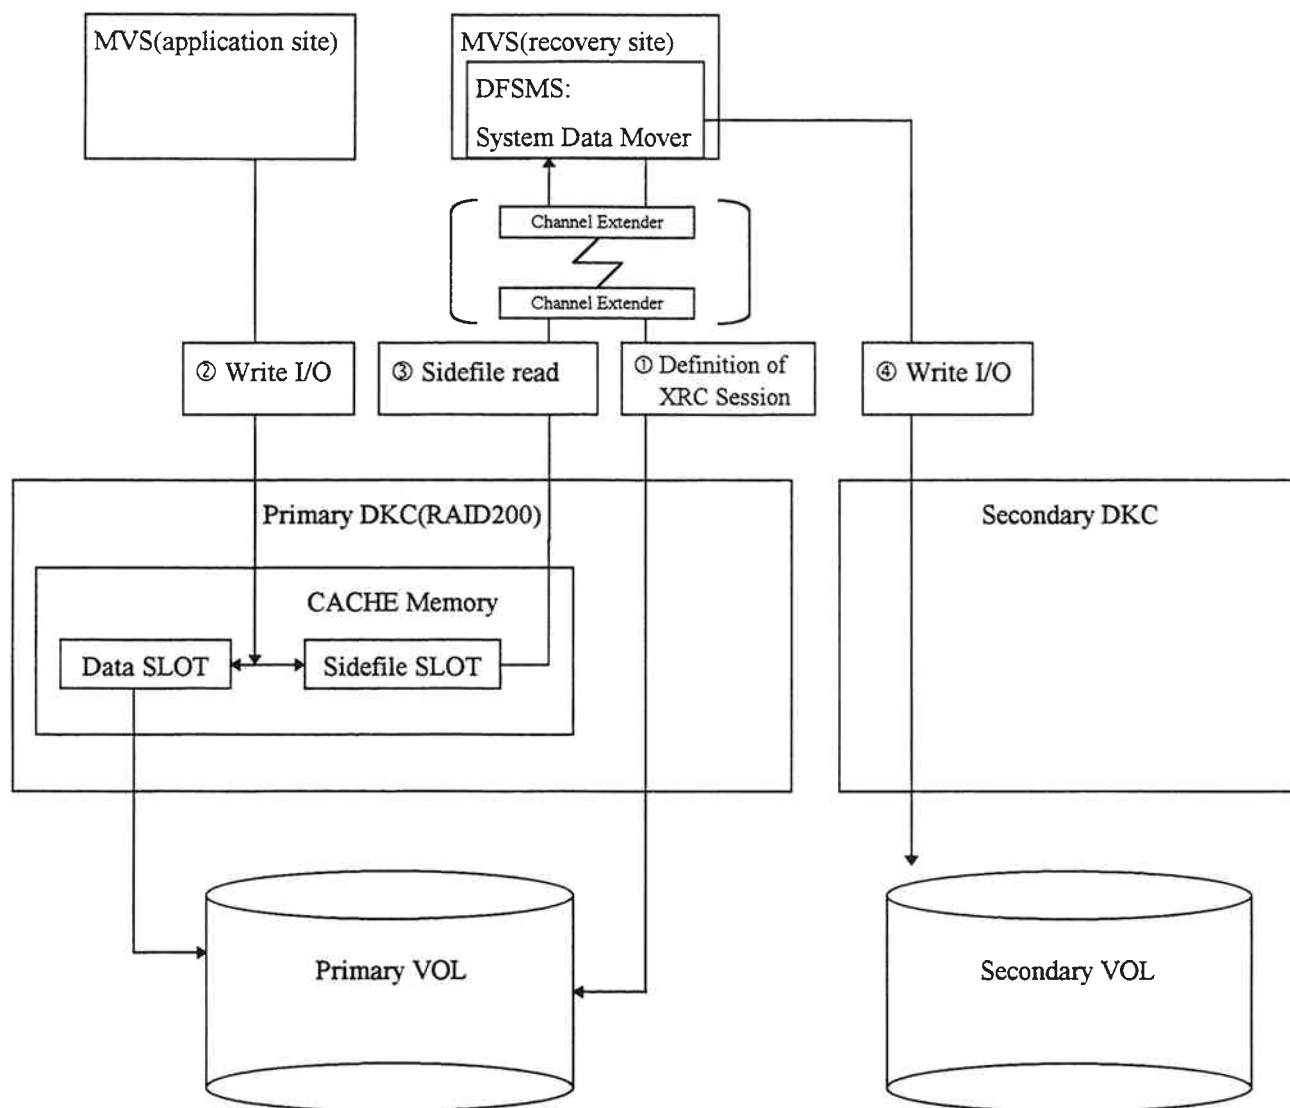 MVS(application site)
MVS(recovery site)
DFSMS:
System Data Mover
Channel Extender
Channel Extender
② Write I/O
③ Sidefile read
① Definition of
XRC Session
④ Write I/O
Primary DKC(RAID200)
Secondary DKC
CACHE Memory
Data SLOT
Sidefile SLOT
Primary VOL
Secondary VOL